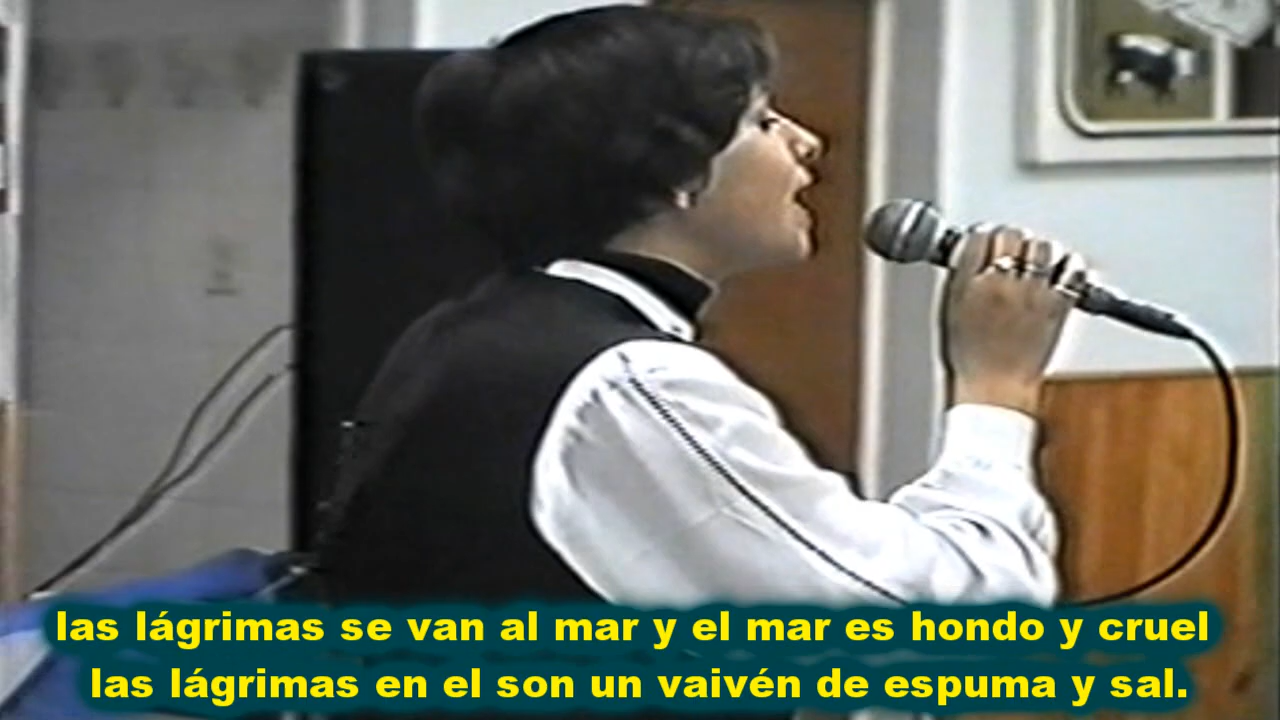 las lágrimas se van al mar y el mar es hondo y cruel
las lágrimas en el son un vaivén de espuma y sal.